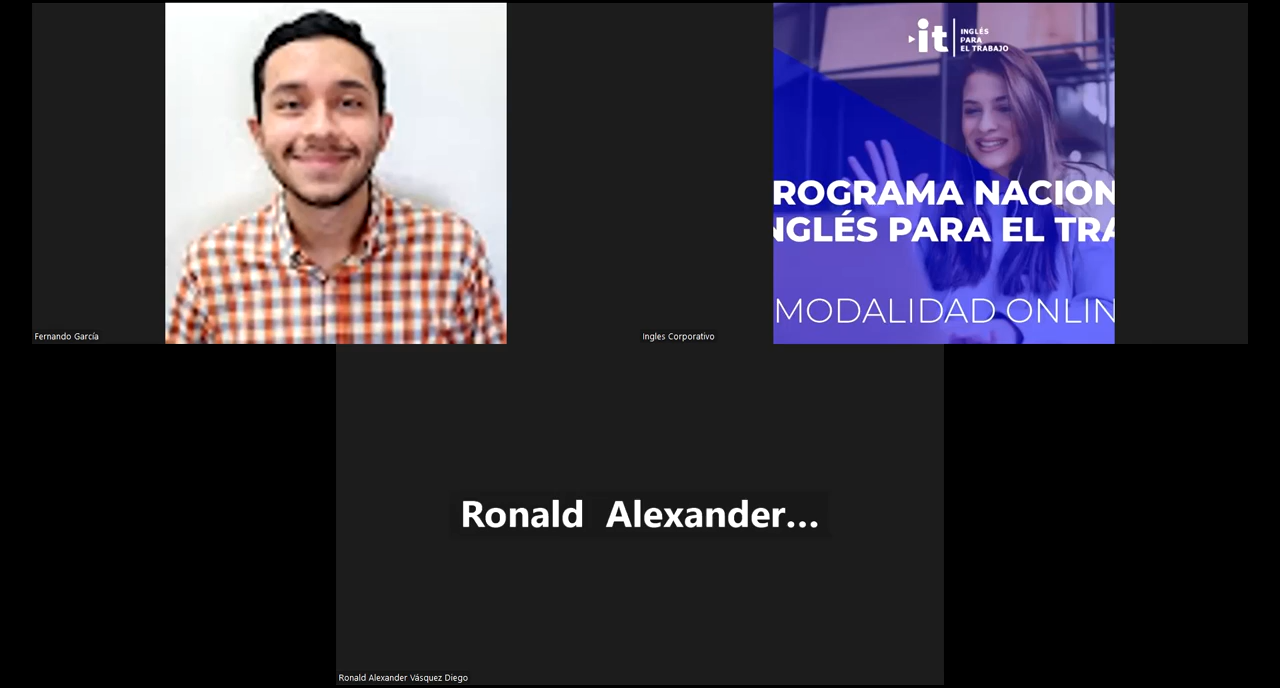 it
INGLÉS
PARA
EL TRABAJO
ROGRAMA NACION
NGLÉS PARA EL TRA
MODALIDAD ONLIN
Fernando García
Ingles Corporativo
Ronald Alexander...
Ronald Alexander Vásquez Diego